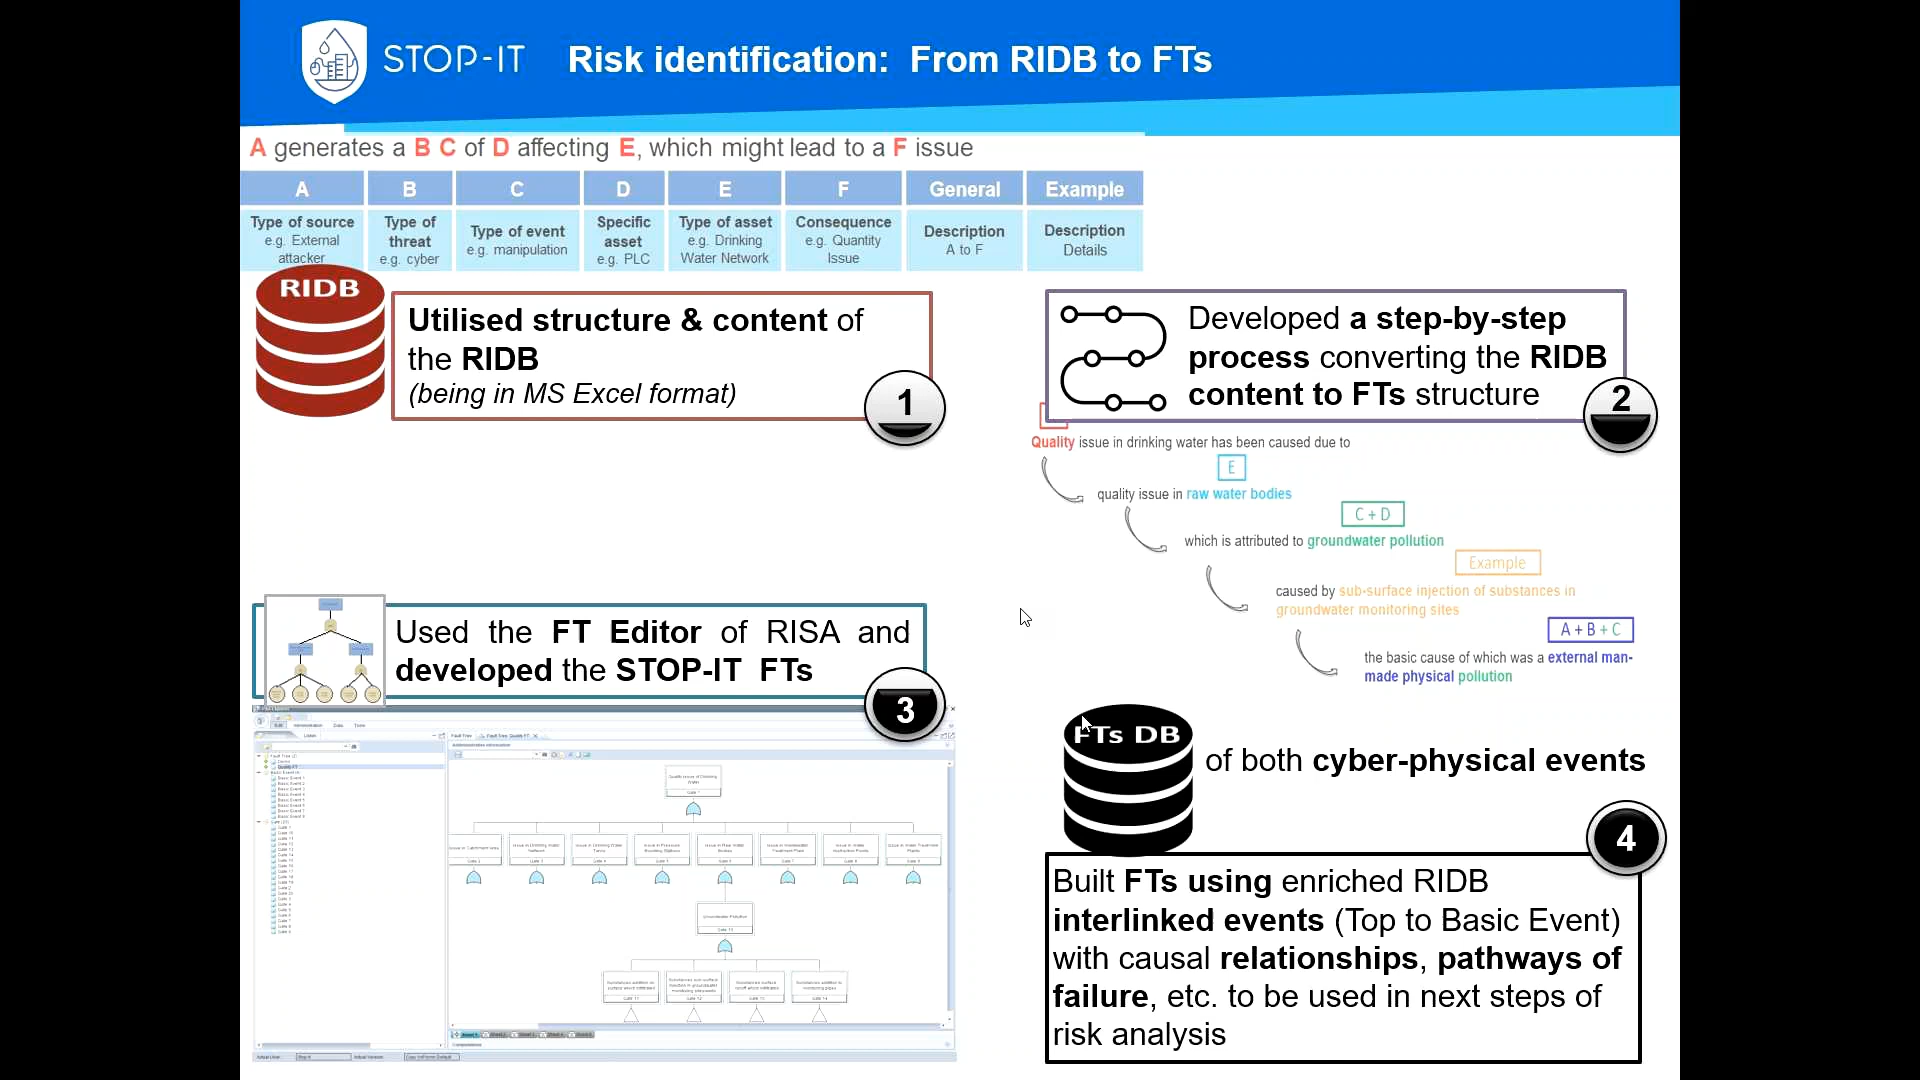 STOP-IT
Risk identification: From RIDB to FTs
A generates a B C of D affecting E, which might lead to a F issue
A B C D E F General Example
Type of source
e.g. External
attacker
Type of
threat
e.g. cyber
Type of event
e.g. manipulation
Specific
asset
e.g. PLC
Type of asset
e.g. Drinking
Water Network
Consequence
e.g. Quantity
Issue
Description
A to F
Description
Details
RIDB
Utilised structure & content of
the RIDB
(being in MS Excel format)
1
Developed a step-by-step
process converting the RIDB
content to FTs structure
2
Quality issue in drinking water has been caused due to
E
quality issue in raw water bodies
C + D
which is attributed to groundwater pollution
Example
caused by sub-surface injection of substances in
groundwater monitoring sites
A + B + C
the basic cause of which was a external man-
made physical pollution
Used the FT Editor of RISA and
developed the STOP-IT FTs
3
FTs DB
of both cyber-physical events
4
Built FTs using enriched RIDB
interlinked events (Top to Basic Event)
with causal relationships, pathways of
failure, etc. to be used in next steps of
risk analysis